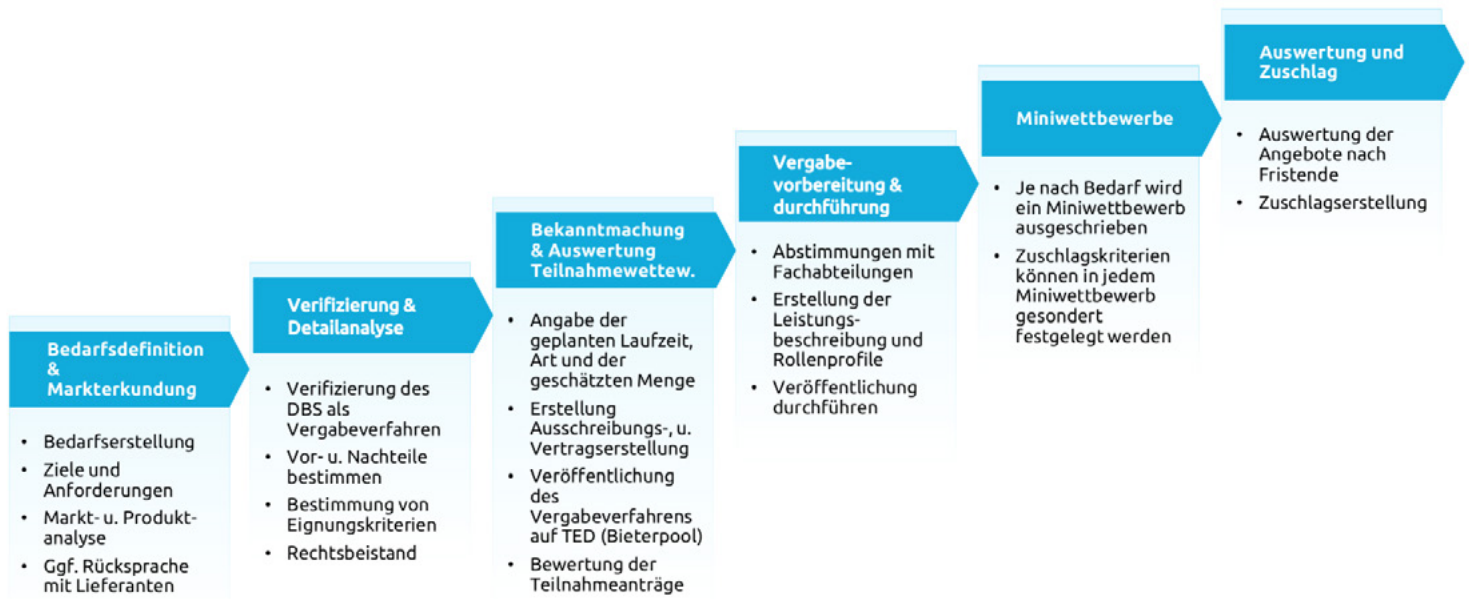 Bedarfsdefinition
&
Markterkundung
• Bedarfserstellung
• Ziele und
Anforderungen
• Markt- u. Produkt-
analyse
• Ggf. Rücksprache
mit Lieferanten
Verifizierung &
Detailanalyse
• Verifizierung des
DBS als
Vergabeverfahren
• Vor- u. Nachteile
bestimmen
• Bestimmung von
Eignungskriterien
• Rechtsbeistand
Bekanntmachung
& Auswertung
Teilnahmewettew.
• Angabe der
geplanten Laufzeit,
Art und der
geschätzten Menge
• Erstellung
Ausschreibungs-, u.
Vertragserstellung
• Veröffentlichung
des
Vergabeverfahrens
auf TED (Bieterpool)
• Bewertung der
Teilnahmeanträge
Vergabe-
vorbereitung &
durchführung
• Abstimmungen mit
Fachabteilungen
• Erstellung der
Leistungs-
beschreibung und
Rollenprofile
• Veröffentlichung
durchführen
Miniwettbewerbe
• Je nach Bedarf wird
ein Miniwettbewerb
ausgeschrieben
• Zuschlagskriterien
können in jedem
Miniwettbewerb
gesondert
festgelegt werden
Auswertung und
Zuschlag
• Auswertung der
Angebote nach
Fristende
• Zuschlagserstellung